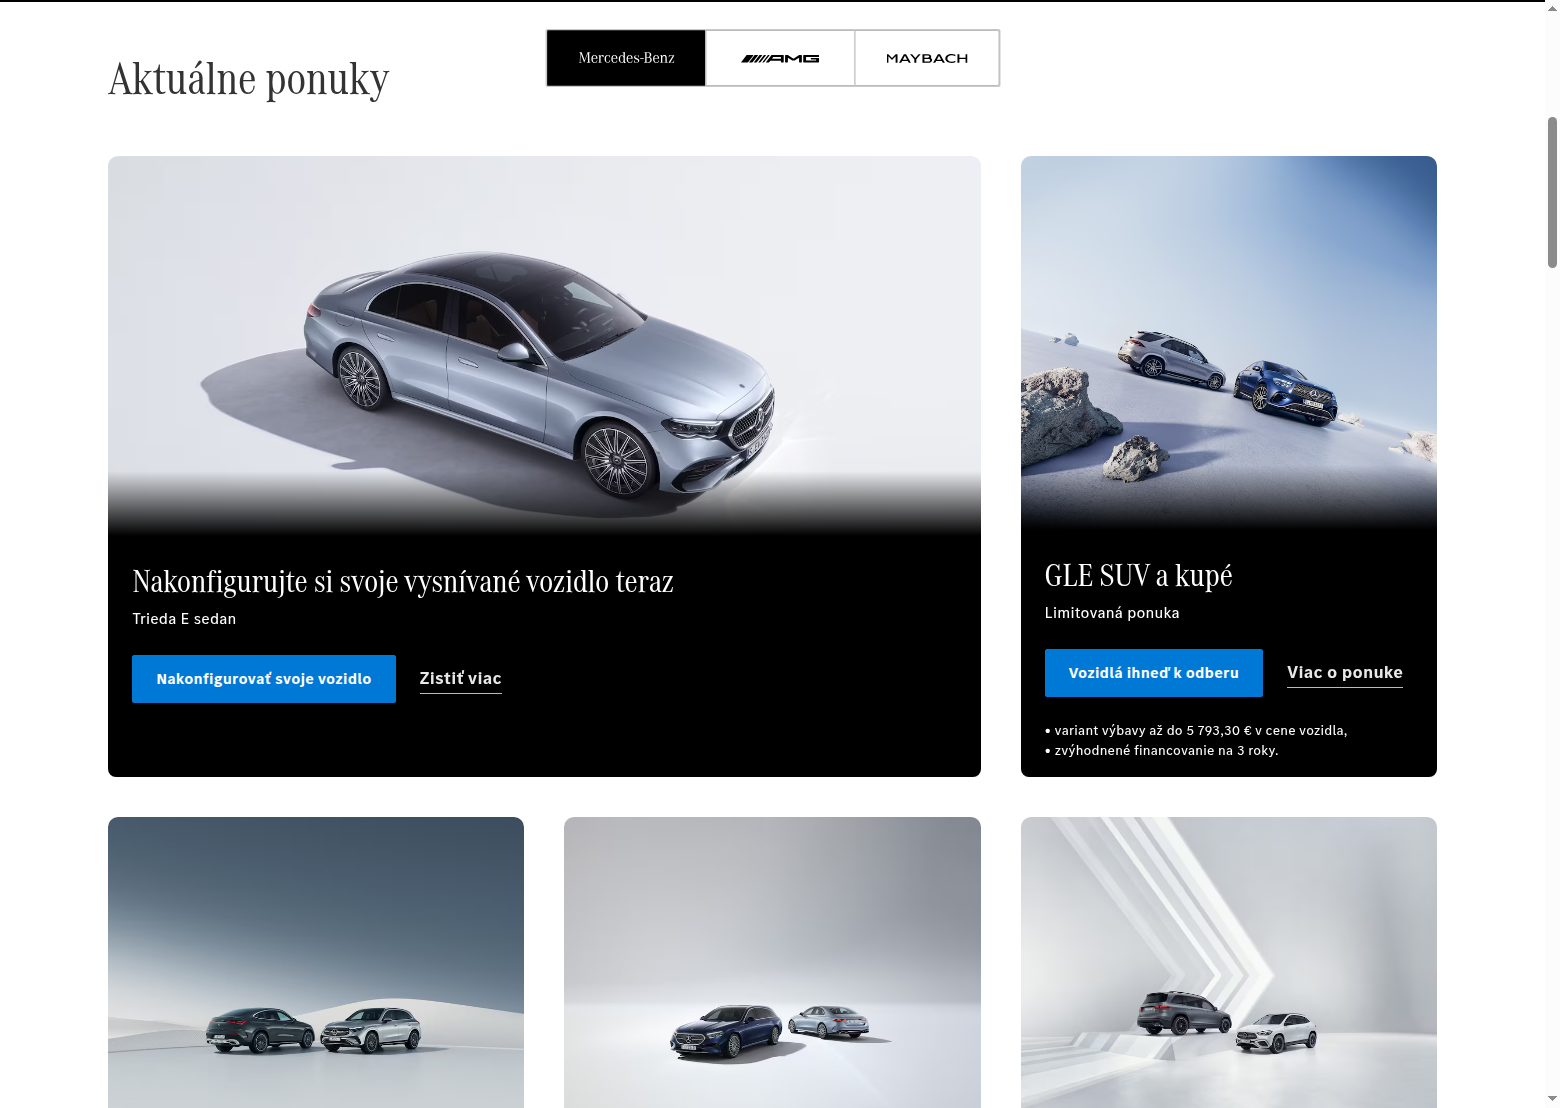 Aktuálne ponuky
Mercedes-Benz
AMG
MAYBACH
Nakonfigurujte si svoje vysnívané vozidlo teraz
Trieda E sedan
Nakonfigurovať svoje vozidlo
Zistiť viac
GLE SUV a kupé
Limitovaná ponuka
Vozidlá ihneď k odberu
Viac o ponuke
• variant výbavy až do 5 793,30 € v cene vozidla,
• zvýhodnené financovanie na 3 roky.